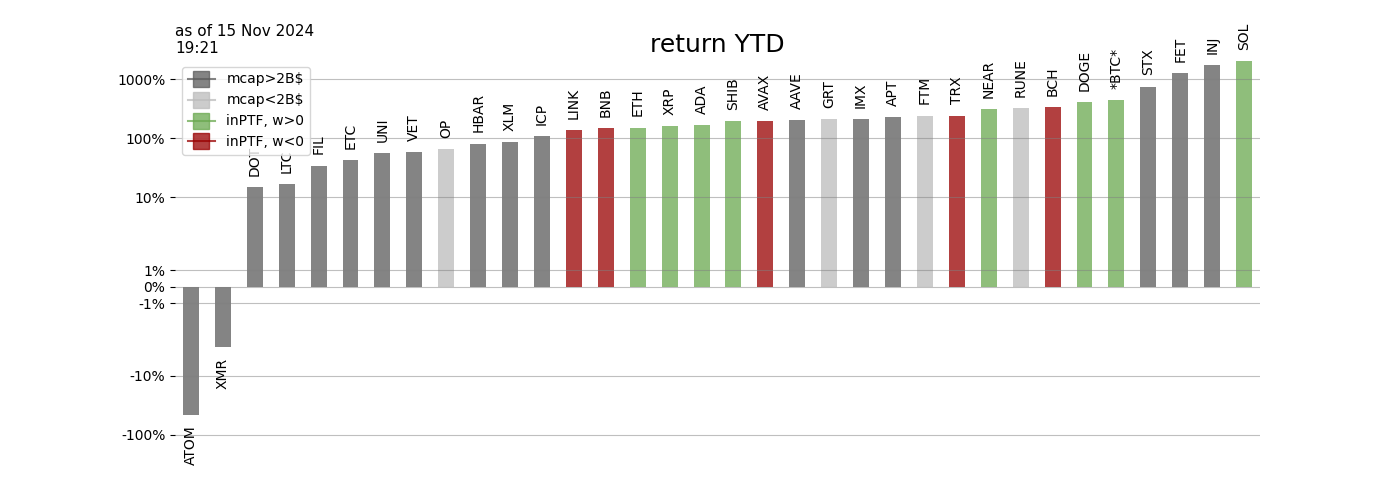 as of 15 Nov 2024
19:21
return YTD
mcap>2B$
mcap<2B$
inPTF, w>0
inPTF, w<0
1000%
100%
10%
1%
0%
-1%
-10%
-100%
ATOM
XMR
DOT
LTC
FIL
ETC
UNI
VET
OP
HBAR
XLM
ICP
LINK
BNB
ETH
XRP
ADA
SHIB
AVAX
AAVE
GRT
IMX
APT
FTM
TRX
NEAR
RUNE
BCH
DOGE
*BTC*
STX
FET
INJ
SOL